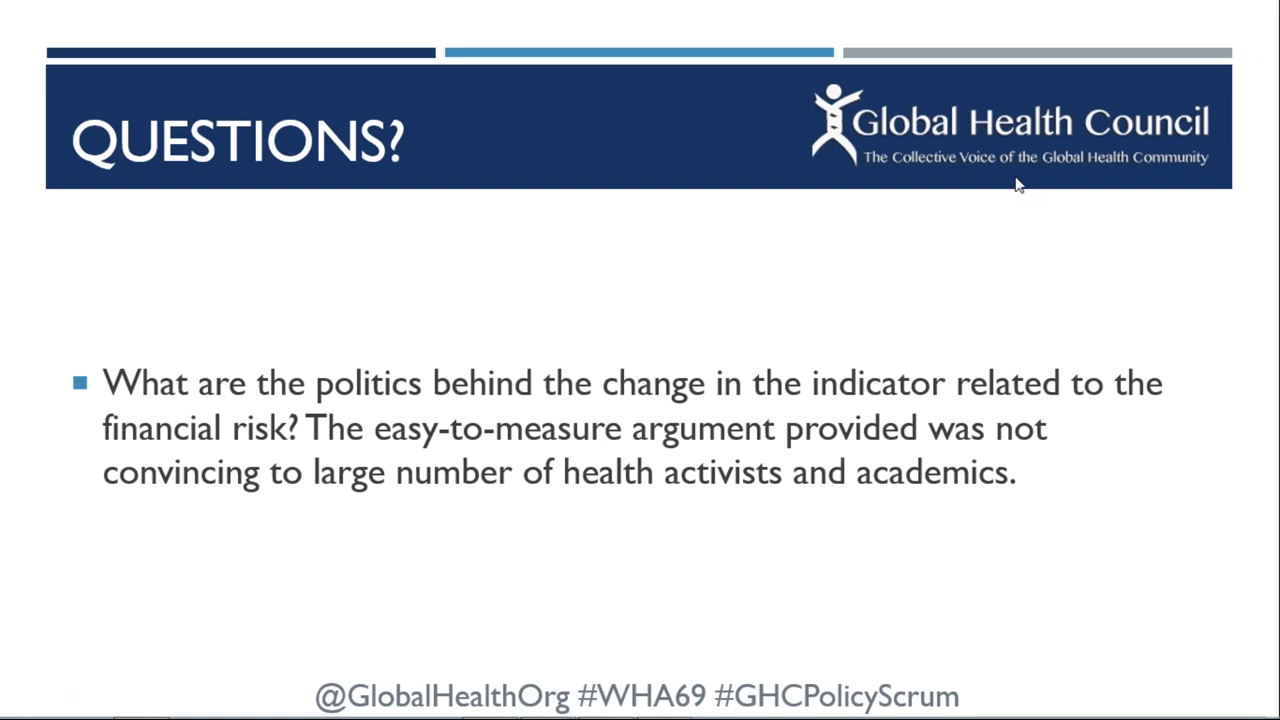 QUESTIONS?
Global Health Council
The Collective Voice of the Global Health Community
What are the politics behind the change in the indicator related to the
financial risk? The easy-to-measure argument provided was not
convincing to large number of health activists and academics.
@GlobalHealthOrg #WHA69 #GHCPolicyScrum